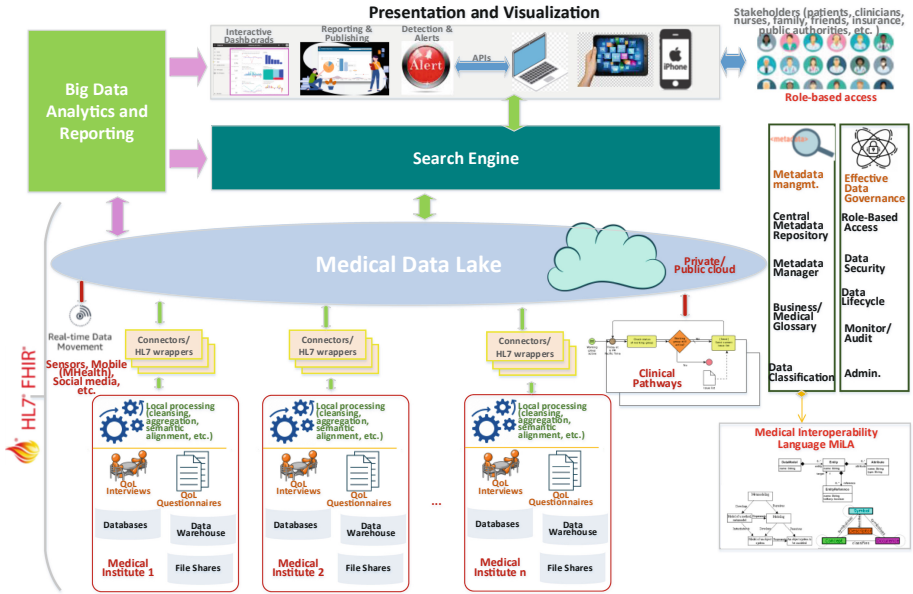 Presentation and Visualization
Stakeholders (patients, clinicians,
nurses, family, friends, insurance,
public authorities, etc. )
Interactive
Dashborads
Reporting &
Publishing
Detection &
Alerts
Alert
APIs
iPhone
Role-based access
Big Data
Analytics and
Reporting
Search Engine
<metadata>
Metadata
mangmt.
Effective
Data
Governance
Central
Metadata
Repository
Role-Based
Access
Metadata
Manager
Data
Security
Business/
Medical
Glossary
Data
Lifecycle
Monitor/
Audit
Data
Classification
Admin.
Medical Data Lake
Private/
Public cloud
Real-time Data
Movement
Sensors, Mobile
(MHealth),
Social media,
etc.
HL7® FHIR®
Connectors/
HL7 wrappers
Connectors/
HL7 wrappers
Connectors/
HL7 wrappers
Clinical
Pathways
Local processing
(cleansing,
aggregation,
semantic
alignment, etc.)
QoL
Interviews
QoL
Questionnaires
Databases
Data
Warehouse
Medical
Institute 1
File Shares
Local processing
(cleansing,
aggregation,
semantic
alignment, etc.)
QoL
Interviews
QoL
Questionnaires
Databases
Data
Warehouse
Medical
Institute 2
File Shares
...
Local processing
(cleansing,
aggregation,
semantic
alignment, etc.)
QoL
Interviews
QoL
Questionnaires
Databases
Data
Warehouse
Medical
Institute n
File Shares
Medical Interoperability
Language MiLA